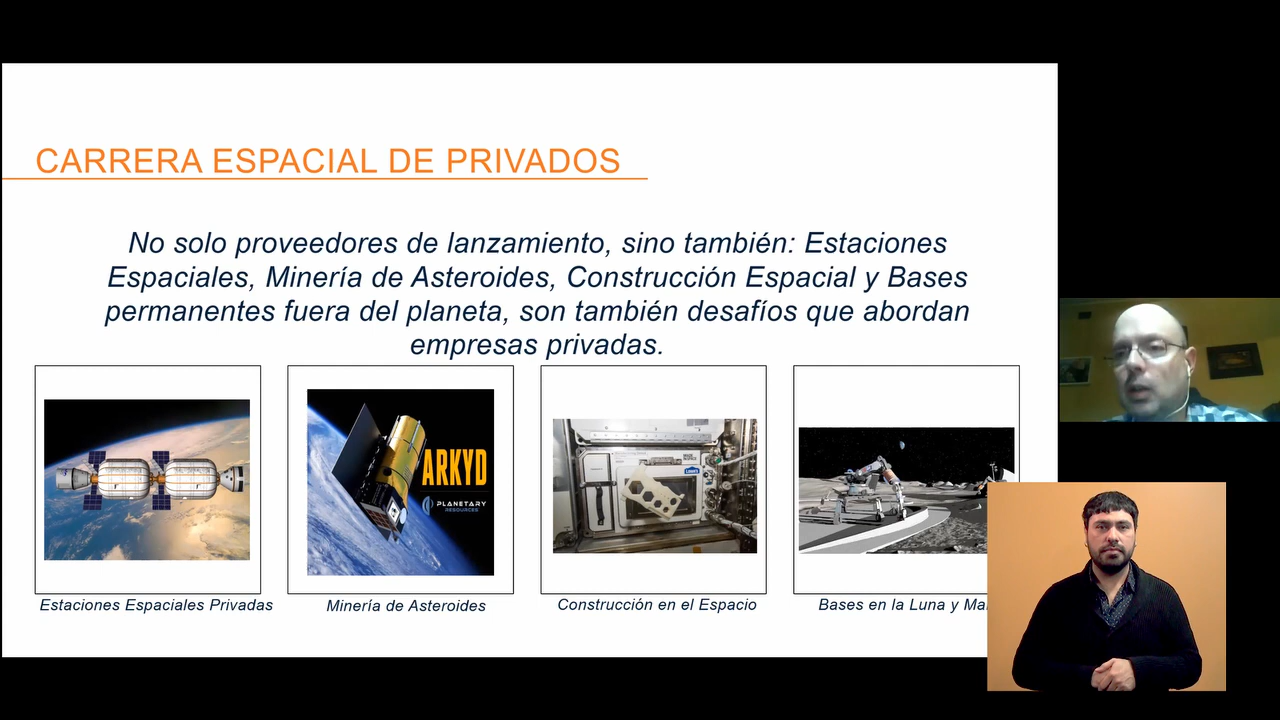 CARRERA ESPACIAL DE PRIVADOS
No solo proveedores de lanzamiento, sino también: Estaciones
Espaciales, Minería de Asteroides, Construcción Espacial y Bases
permanentes fuera del planeta, son también desafíos que abordan
empresas privadas.
ARKYD
PLANETARY
RESOURCES
Estaciones Espaciales Privadas
Minería de Asteroides
Construcción en el Espacio
Bases en la Luna y